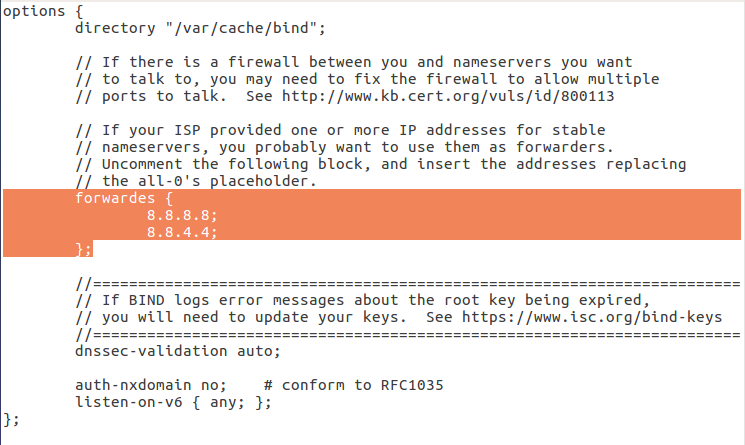 options {
        directory "/var/cache/bind";

        // If there is a firewall between you and nameservers you want
        // to talk to, you may need to fix the firewall to allow multiple
        // ports to talk.  See http://www.kb.cert.org/vuls/id/800113

        // If your ISP provided one or more IP addresses for stable
        // nameservers, you probably want to use them as forwarders.
        // Uncomment the following block, and insert the addresses replacing
        // the all-0's placeholder.
        forwardes {
                8.8.8.8;
                8.8.4.4;
        };

        //========================================================================
        // If BIND logs error messages about the root key being expired,
        // you will need to update your keys.  See https://www.isc.org/bind-keys
        //========================================================================
        dnssec-validation auto;

        auth-nxdomain no;    # conform to RFC1035
        listen-on-v6 { any; };
};